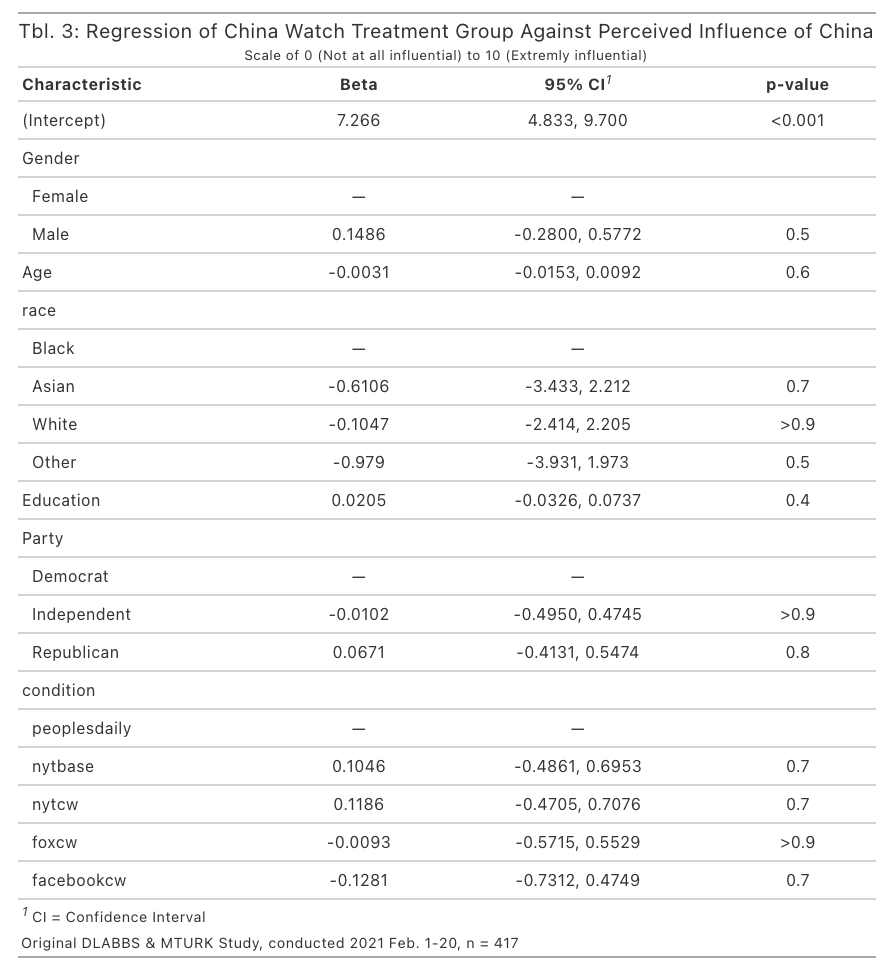 Tbl. 3: Regression of China Watch Treatment Group Against Perceived Influence of China
Scale of 0 (Not at all influential) to 10 (Extremly influential)
Characteristic Beta 95% CI1 p-value
(Intercept) 7.266 4.833, 9.700 <0.001
Gender
Female — —
Male 0.1486 -0.2800, 0.5772 0.5
Age -0.0031 -0.0153, 0.0092 0.6
race
Black — —
Asian -0.6106 -3.433, 2.212 0.7
White -0.1047 -2.414, 2.205 >0.9
Other -0.979 -3.931, 1.973 0.5
Education 0.0205 -0.0326, 0.0737 0.4
Party
Democrat — —
Independent -0.0102 -0.4950, 0.4745 >0.9
Republican 0.0671 -0.4131, 0.5474 0.8
condition
peoplesdaily — —
nytbase 0.1046 -0.4861, 0.6953 0.7
nytcw 0.1186 -0.4705, 0.7076 0.7
foxcw -0.0093 -0.5715, 0.5529 >0.9
facebookcw -0.1281 -0.7312, 0.4749 0.7
1 CI = Confidence Interval
Original DLABBS & MTURK Study, conducted 2021 Feb. 1-20, n = 417